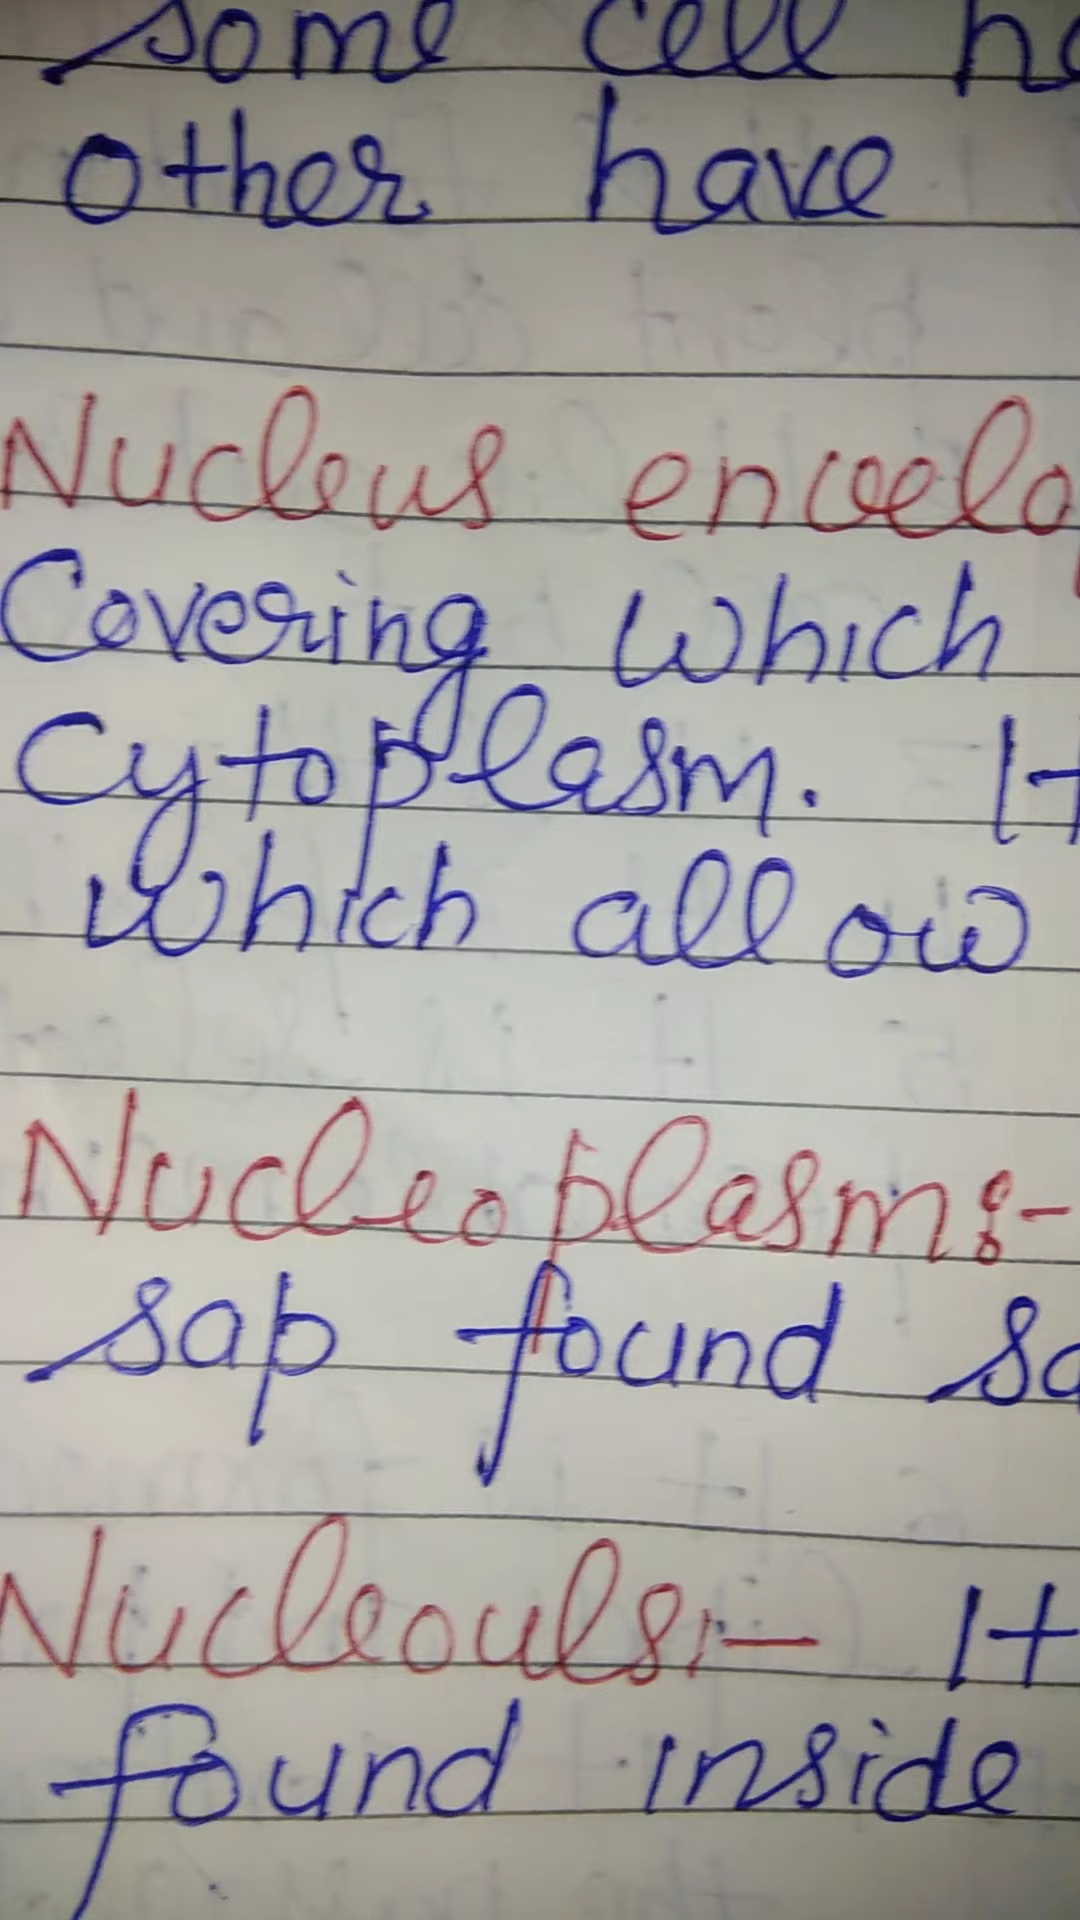 some cell
other have
Nucleus envelo
Covering which
Cytoplasm. It
which allow
Nucleoplasm:-
sap found
Nucleouls:- It
found inside